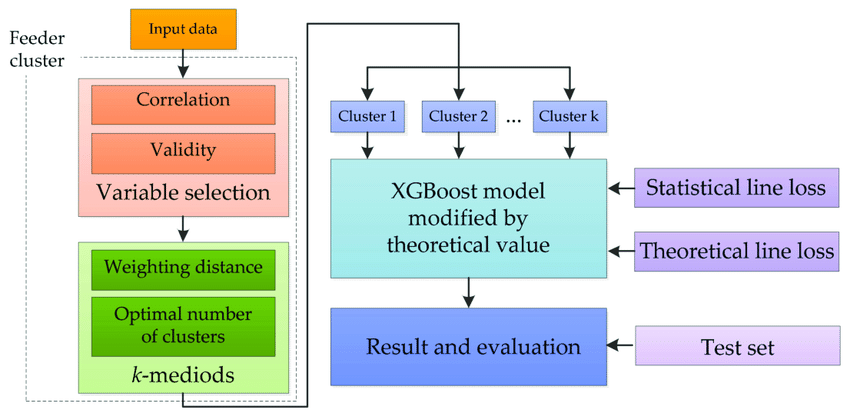 Input data
Feeder
cluster
Correlation
Validity
Variable selection
Weighting distance
Optimal number
of clusters
k-mediods
Cluster 1
Cluster 2
...
Cluster k
XGBoost model
modified by
theoretical value
Statistical line loss
Theoretical line loss
Result and evaluation
Test set